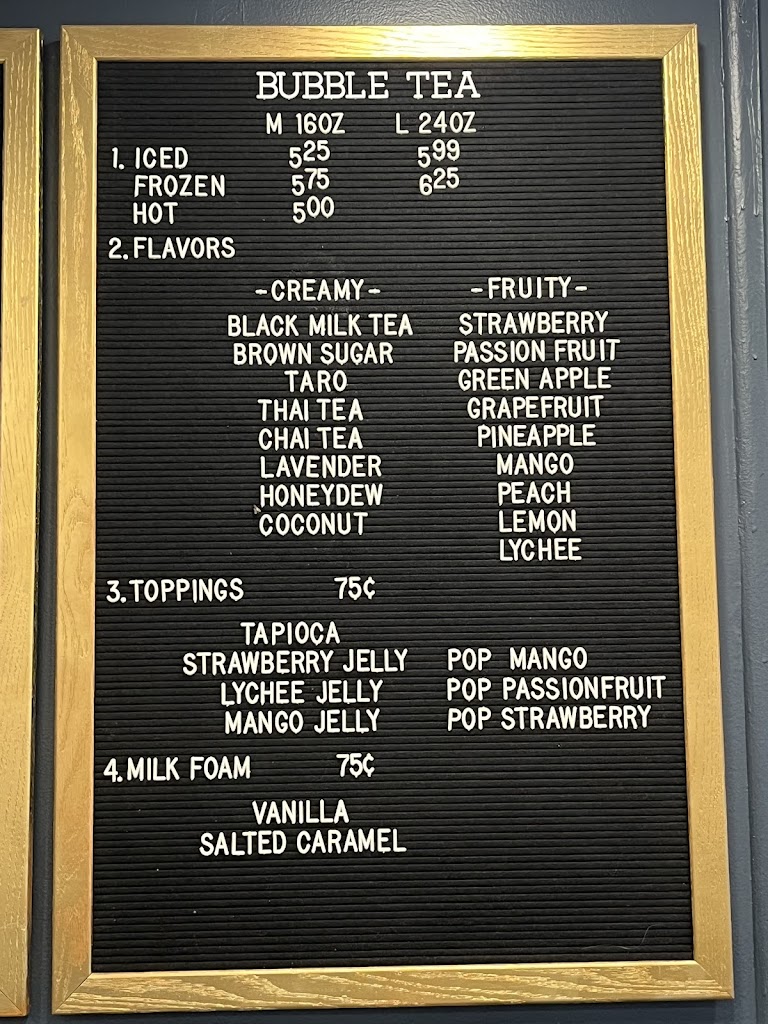 BUBBLE TEA
M 16OZ L 24OZ
1. ICED 525 599
FROZEN 575 625
HOT 500
2. FLAVORS
-CREAMY- -FRUITY-
BLACK MILK TEA STRAWBERRY
BROWN SUGAR PASSION FRUIT
TARO GREEN APPLE
THAI TEA GRAPEFRUIT
CHAI TEA PINEAPPLE
LAVENDER MANGO
HONEYDEW PEACH
COCONUT LEMON
LYCHEE
3. TOPPINGS 75¢
TAPIOCA
STRAWBERRY JELLY POP MANGO
LYCHEE JELLY POP PASSIONFRUIT
MANGO JELLY POP STRAWBERRY
4. MILK FOAM 75¢
VANILLA
SALTED CARAMEL